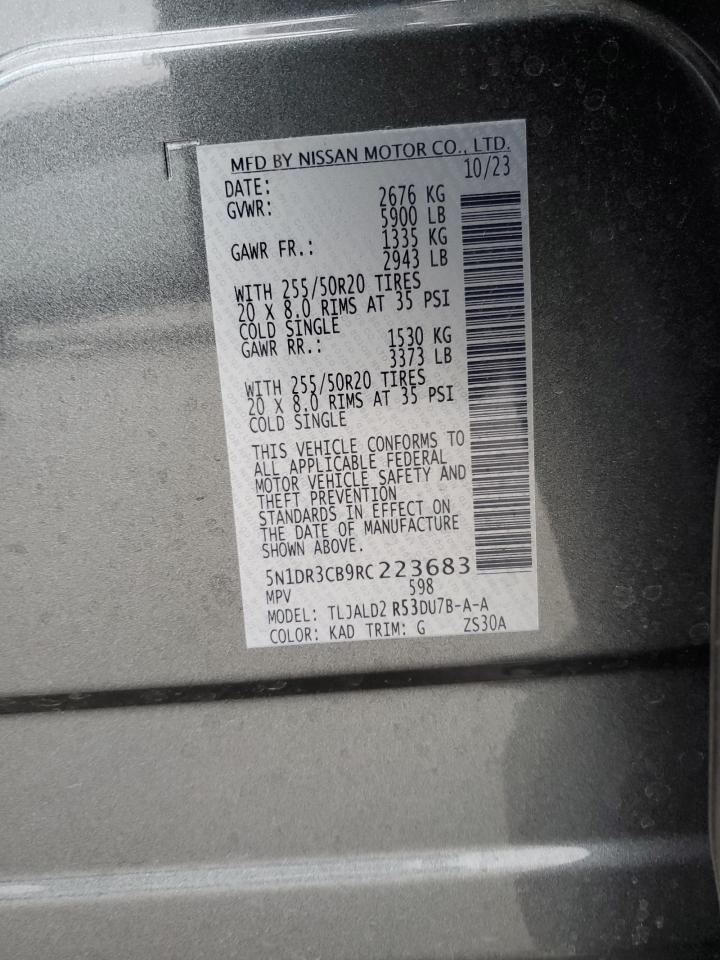 MFD BY NISSAN MOTOR CO., LTD.
DATE: 10/23
GVWR: 2676 KG
5900 LB
GAWR FR.: 1335 KG
2943 LB
WITH 255/50R20 TIRES
20 X 8.0 RIMS AT 35 PSI
COLD SINGLE
GAWR RR.: 1530 KG
3373 LB
WITH 255/50R20 TIRES
20 X 8.0 RIMS AT 35 PSI
COLD SINGLE
THIS VEHICLE CONFORMS TO
ALL APPLICABLE FEDERAL
MOTOR VEHICLE SAFETY AND
THEFT PREVENTION
STANDARDS IN EFFECT ON
THE DATE OF MANUFACTURE
SHOWN ABOVE.
5N1DR3CB9RC223683
MPV 598
MODEL: TLJALD2 R53DU7B-A-A
COLOR: KAD TRIM: G ZS30A